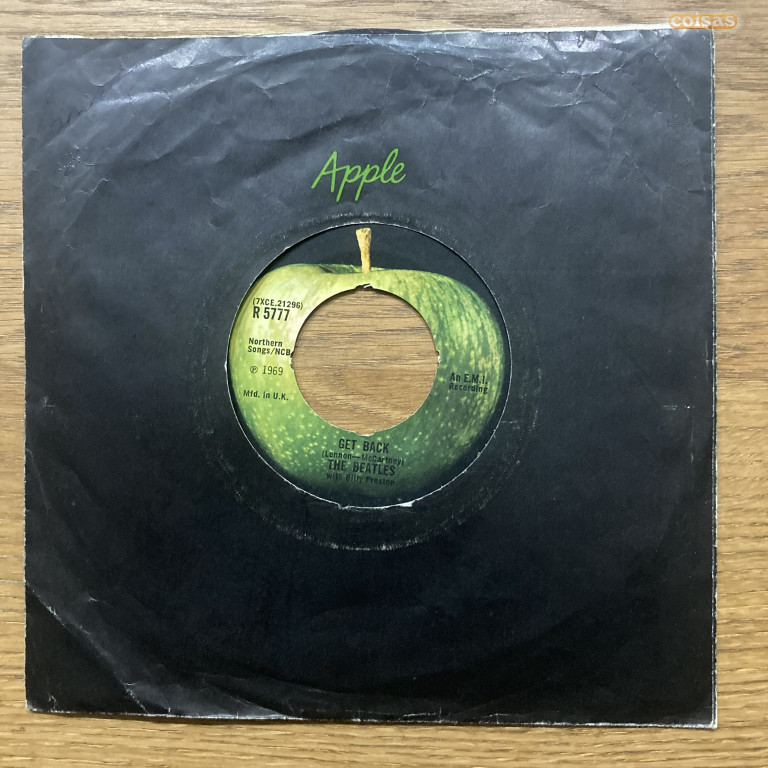 coisas
Apple
(7XCE.21296)
R 5777
Northern
Songs/NCB
℗ 1969
Mfd. in U.K.
An E.M.I.
Recording
GET BACK
(Lennon—McCartney)
THE BEATLES
with Billy Preston